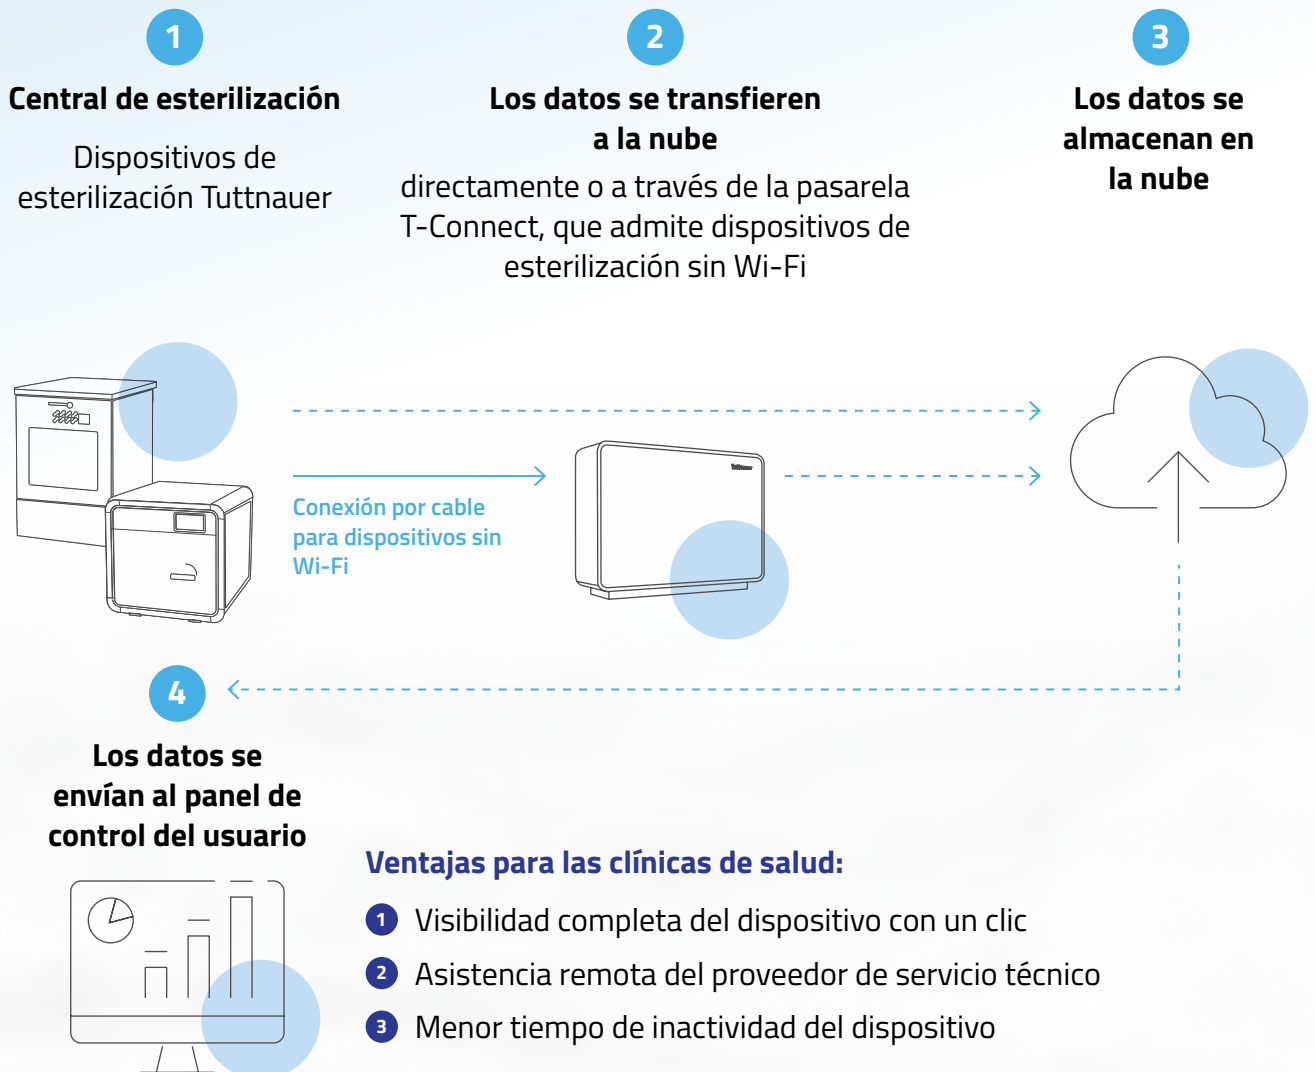 1
Central de esterilización
Dispositivos de
esterilización Tuttnauer
2
Los datos se transfieren
a la nube
directamente o a través de la pasarela
T-Connect, que admite dispositivos de
esterilización sin Wi-Fi
3
Los datos se
almacenan en
la nube
Conexión por cable
para dispositivos sin
Wi-Fi
Tuttnauer
4
Los datos se
envían al panel de
control del usuario
Ventajas para las clínicas de salud:
1 Visibilidad completa del dispositivo con un clic
2 Asistencia remota del proveedor de servicio técnico
3 Menor tiempo de inactividad del dispositivo